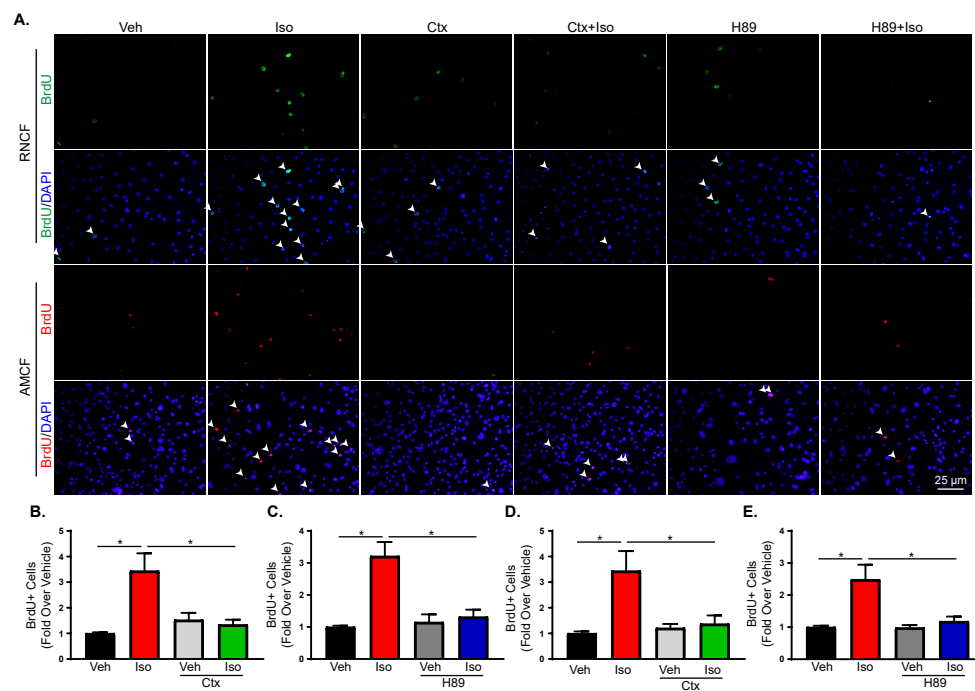 A.
Veh Iso Ctx Ctx+Iso H89 H89+Iso
RNCF
BrdU
BrdU/DAPI
AMCF
BrdU
BrdU/DAPI
25 µm
B.
BrdU+ Cells
(Fold Over Vehicle)
5
4
3
2
1
0
* *
Veh Iso Veh Iso
Ctx
C.
BrdU+ Cells
(Fold Over Vehicle)
4
3
2
1
0
* *
Veh Iso Veh Iso
H89
D.
BrdU+ Cells
(Fold Over Vehicle)
5
4
3
2
1
0
* *
Veh Iso Veh Iso
Ctx
E.
BrdU+ Cells
(Fold Over Vehicle)
4
3
2
1
0
* *
Veh Iso Veh Iso
H89